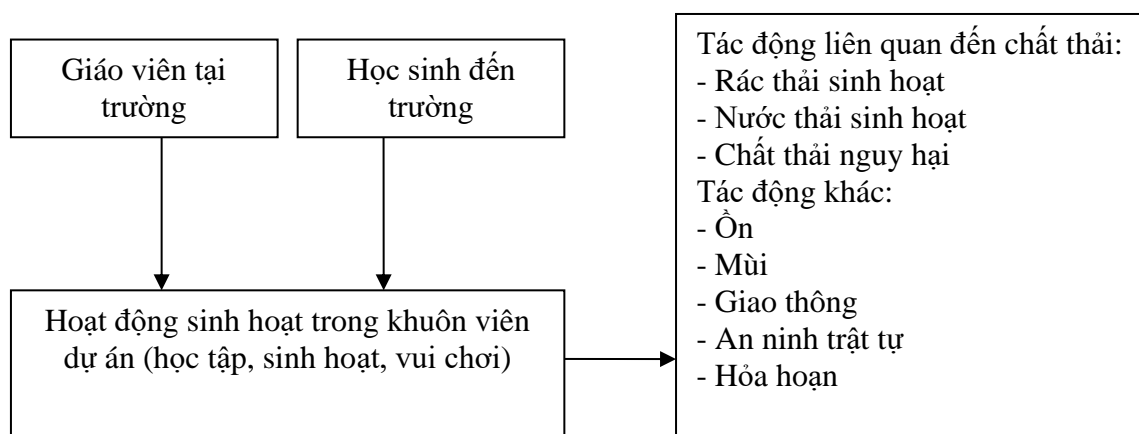 Giáo viên tại
trường
Học sinh đến
trường
Hoạt động sinh hoạt trong khuôn viên
dự án (học tập, sinh hoạt, vui chơi)
Tác động liên quan đến chất thải:
- Rác thải sinh hoạt
- Nước thải sinh hoạt
- Chất thải nguy hại
Tác động khác:
- Ồn
- Mùi
- Giao thông
- An ninh trật tự
- Hỏa hoạn